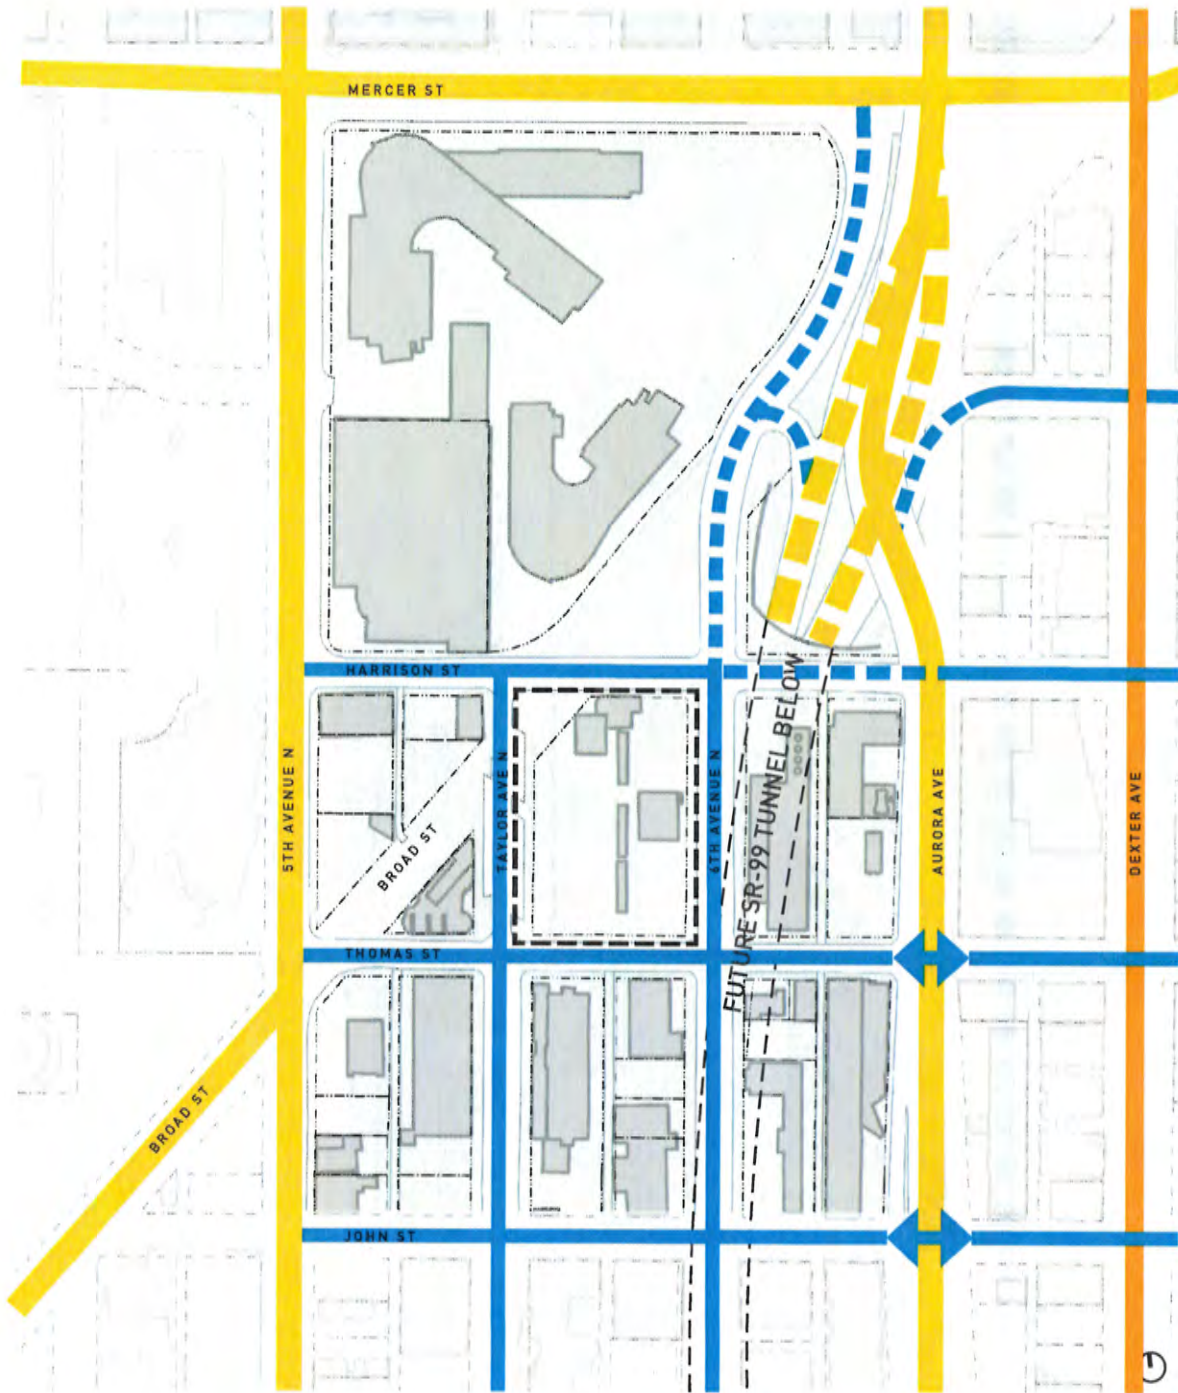 MERCER ST
HARRISON ST
5TH AVENUE N
TAYLOR AVE N
6TH AVENUE N
FUTURE SR-99 TUNNEL BELOW
AURORA AVE
DEXTER AVE
BROAD ST
THOMAS ST
BROAD ST
JOHN ST